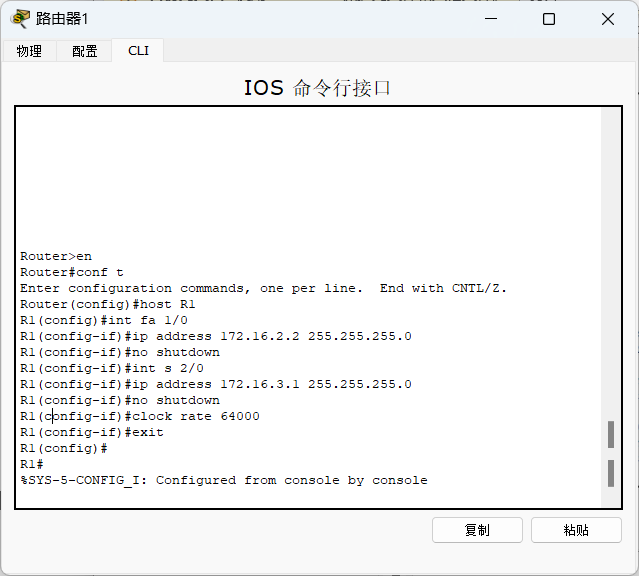 路由器1
物理 配置 CLI
IOS 命令行接口
Router>en
Router#conf t
Enter configuration commands, one per line.  End with CNTL/Z.
Router(config)#host R1
R1(config)#int fa 1/0
R1(config-if)#ip address 172.16.2.2 255.255.255.0
R1(config-if)#no shutdown
R1(config-if)#int s 2/0
R1(config-if)#ip address 172.16.3.1 255.255.255.0
R1(config-if)#no shutdown
R1(config-if)#clock rate 64000
R1(config-if)#exit
R1(config)#
R1#
%SYS-5-CONFIG_I: Configured from console by console
复制 粘贴